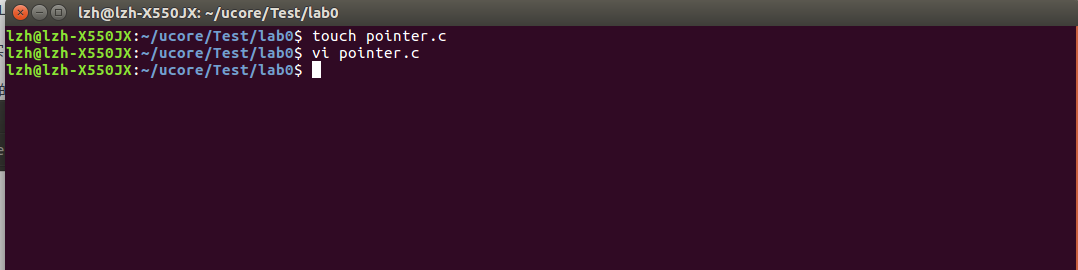 lzh@lzh-X550JX: ~/ucore/Test/lab0
lzh@lzh-X550JX:~/ucore/Test/lab0$ touch pointer.c
lzh@lzh-X550JX:~/ucore/Test/lab0$ vi pointer.c
lzh@lzh-X550JX:~/ucore/Test/lab0$